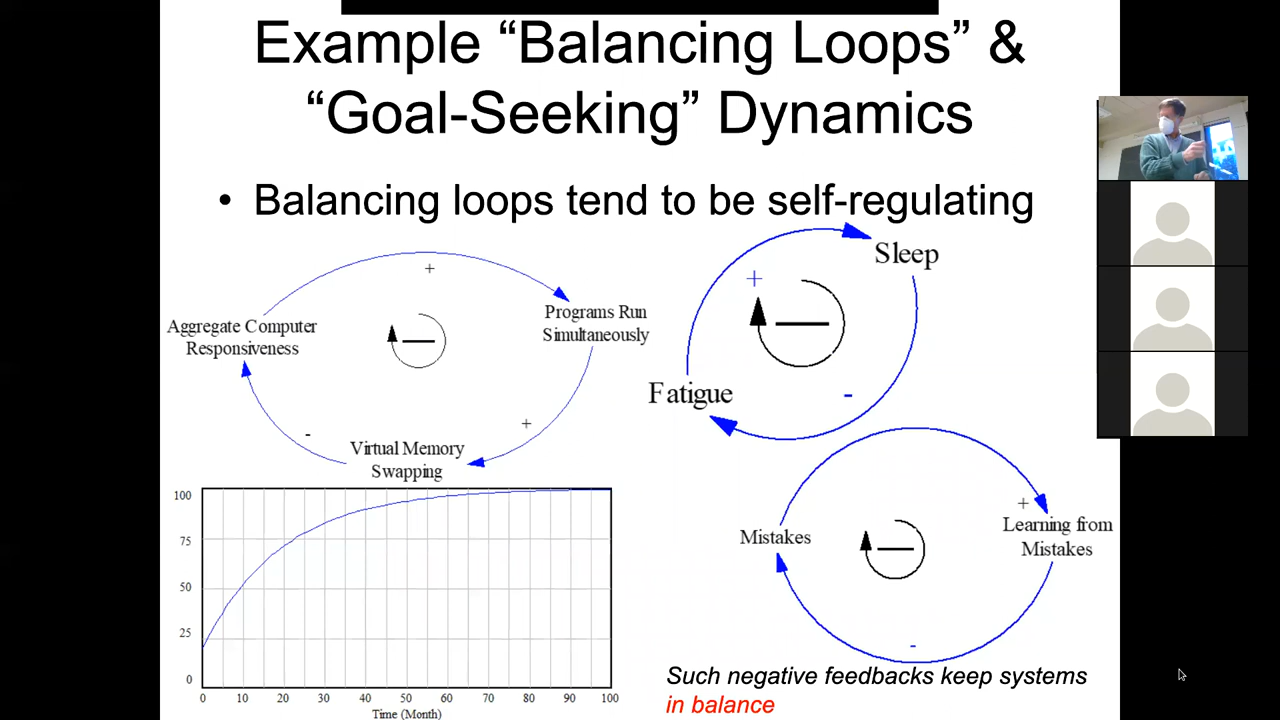 Example “Balancing Loops” &
“Goal-Seeking” Dynamics
• Balancing loops tend to be self-regulating
+
Aggregate Computer
Responsiveness
Programs Run
Simultaneously
+
-
Virtual Memory
Swapping
Sleep
+
Fatigue
-
100
75
50
25
0
0 10 20 30 40 50 60 70 80 90 100
Time (Month)
+
Mistakes
Learning from
Mistakes
-
Such negative feedbacks keep systems
in balance